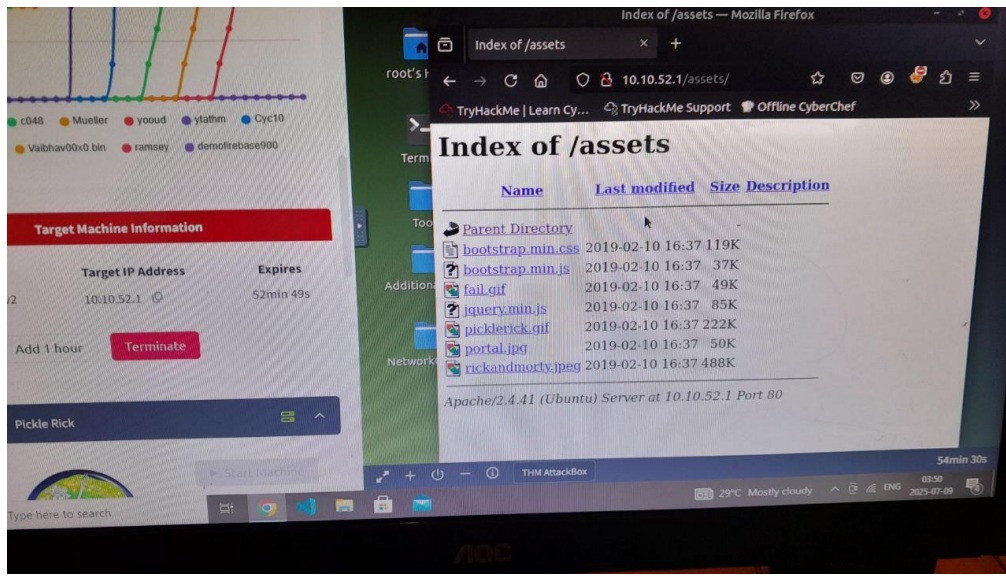 c048 Mueller yooud ytathm Cyc10
Vaibhav00x0.bin ramsey demofirebase900
Target Machine Information
Target IP Address Expires
10.10.52.1 52min 49s
Add 1 hour Terminate
Pickle Rick
Type here to search
root's
Term
Too
Addition
Network
Index of /assets — Mozilla Firefox
Index of /assets
10.10.52.1/assets/
TryHackMe | Learn Cy... TryHackMe Support Offline CyberChef
Index of /assets
Name Last modified Size Description
Parent Directory -
bootstrap.min.css 2019-02-10 16:37 119K
bootstrap.min.js 2019-02-10 16:37 37K
fail.gif 2019-02-10 16:37 49K
jquery.min.js 2019-02-10 16:37 85K
picklerick.gif 2019-02-10 16:37 222K
portal.jpg 2019-02-10 16:37 50K
rickandmorty.jpeg 2019-02-10 16:37 488K
Apache/2.4.41 (Ubuntu) Server at 10.10.52.1 Port 80
THM AttackBox 54min 30s
29°C Mostly cloudy ENG 03:50
2025-07-09
AOC